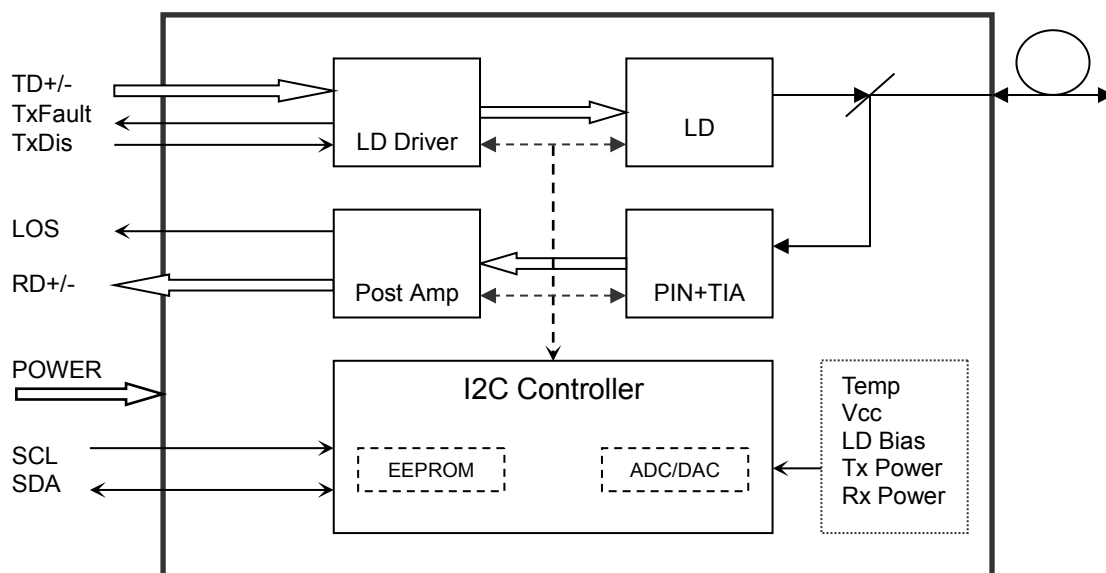 TD+/-
TxFault
TxDis
LD Driver
LD
LOS
RD+/-
Post Amp
PIN+TIA
POWER
SCL
SDA
I2C Controller
EEPROM
ADC/DAC
Temp
Vcc
LD Bias
Tx Power
Rx Power